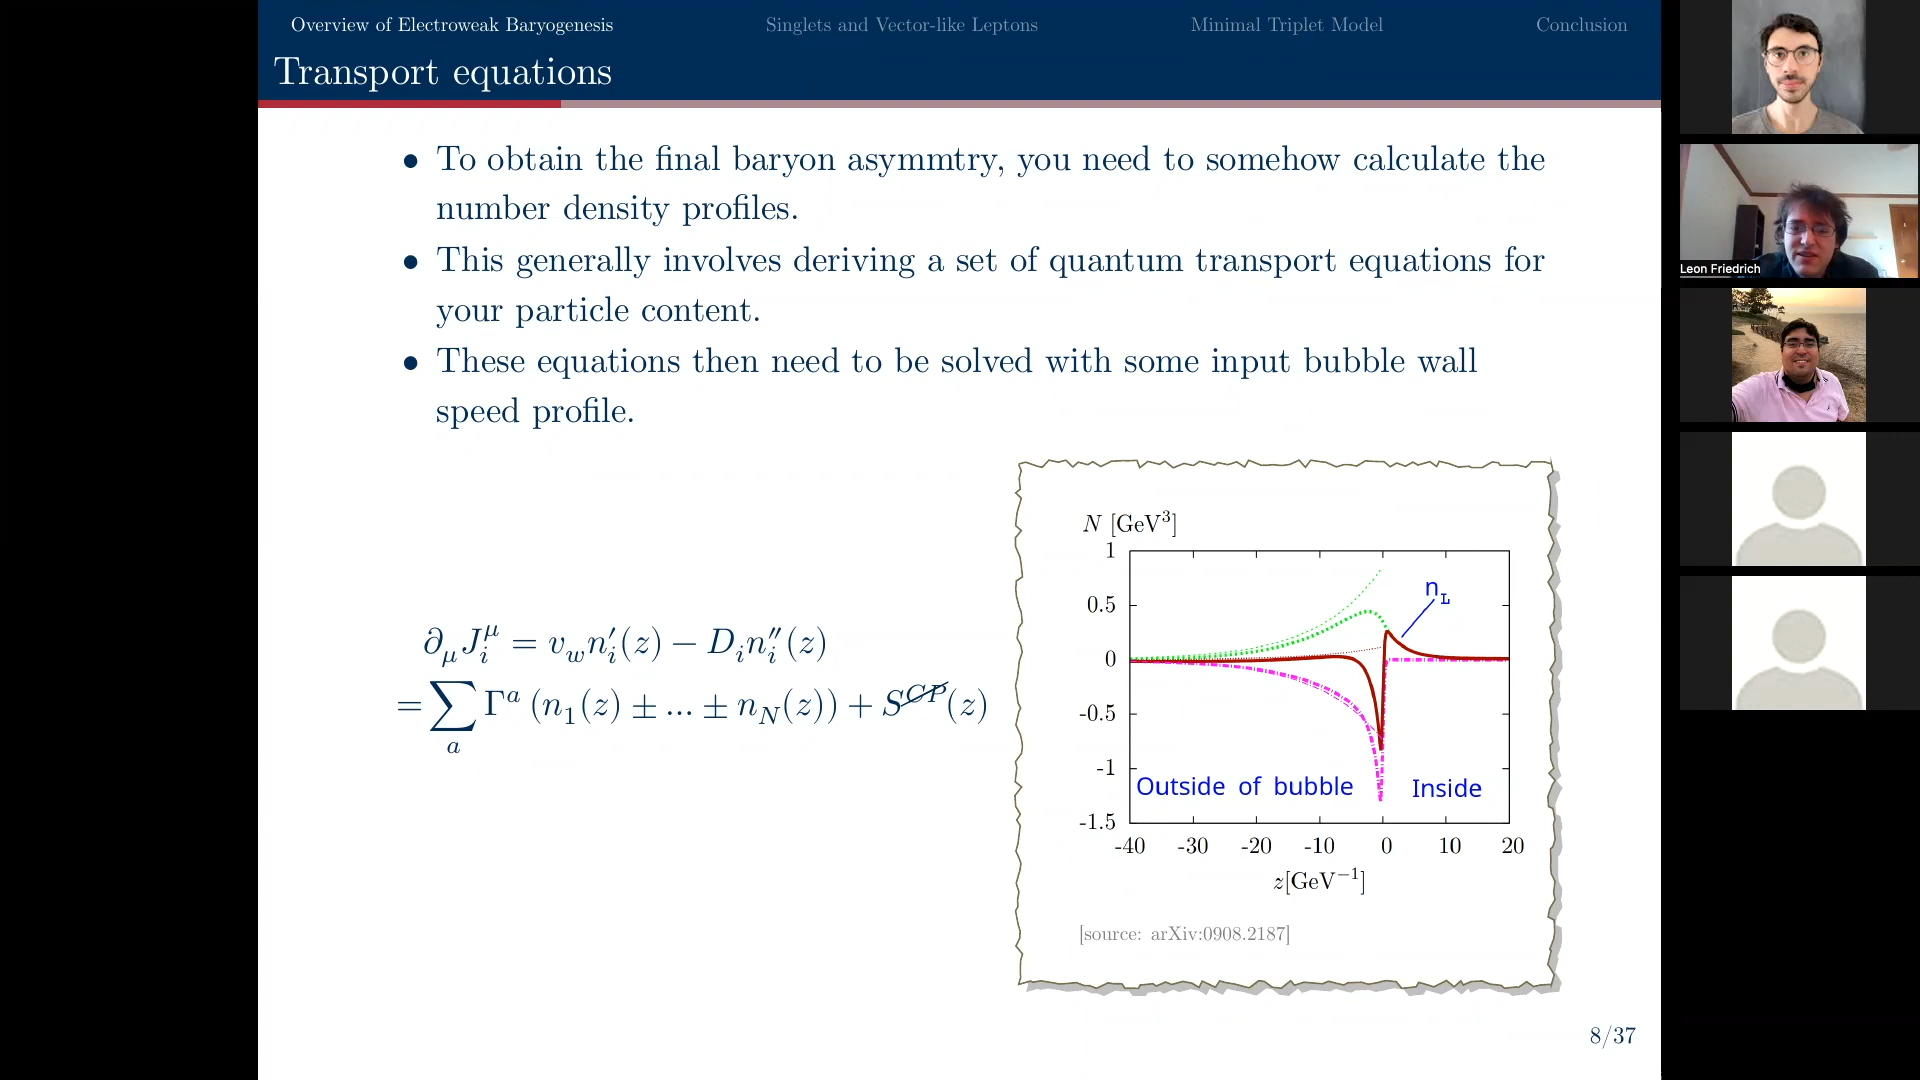 Overview of Electroweak Baryogenesis Singlets and Vector-like Leptons Minimal Triplet Model Conclusion
Transport equations
• To obtain the final baryon asymmtry, you need to somehow calculate the
number density profiles.
• This generally involves deriving a set of quantum transport equations for
your particle content.
• These equations then need to be solved with some input bubble wall
speed profile.
∂_μ J_i^μ = v_w n_i′(z) − D_i n_i″(z)
= ∑_a Γ^a (n_1(z) ± ... ± n_N(z)) + S^{C̸P̸}(z)
N [GeV³]
1
0.5
0
-0.5
-1
-1.5
n_L
Outside of bubble Inside
-40 -30 -20 -10 0 10 20
z[GeV⁻¹]
[source: arXiv:0908.2187]
8/37
Leon Friedrich